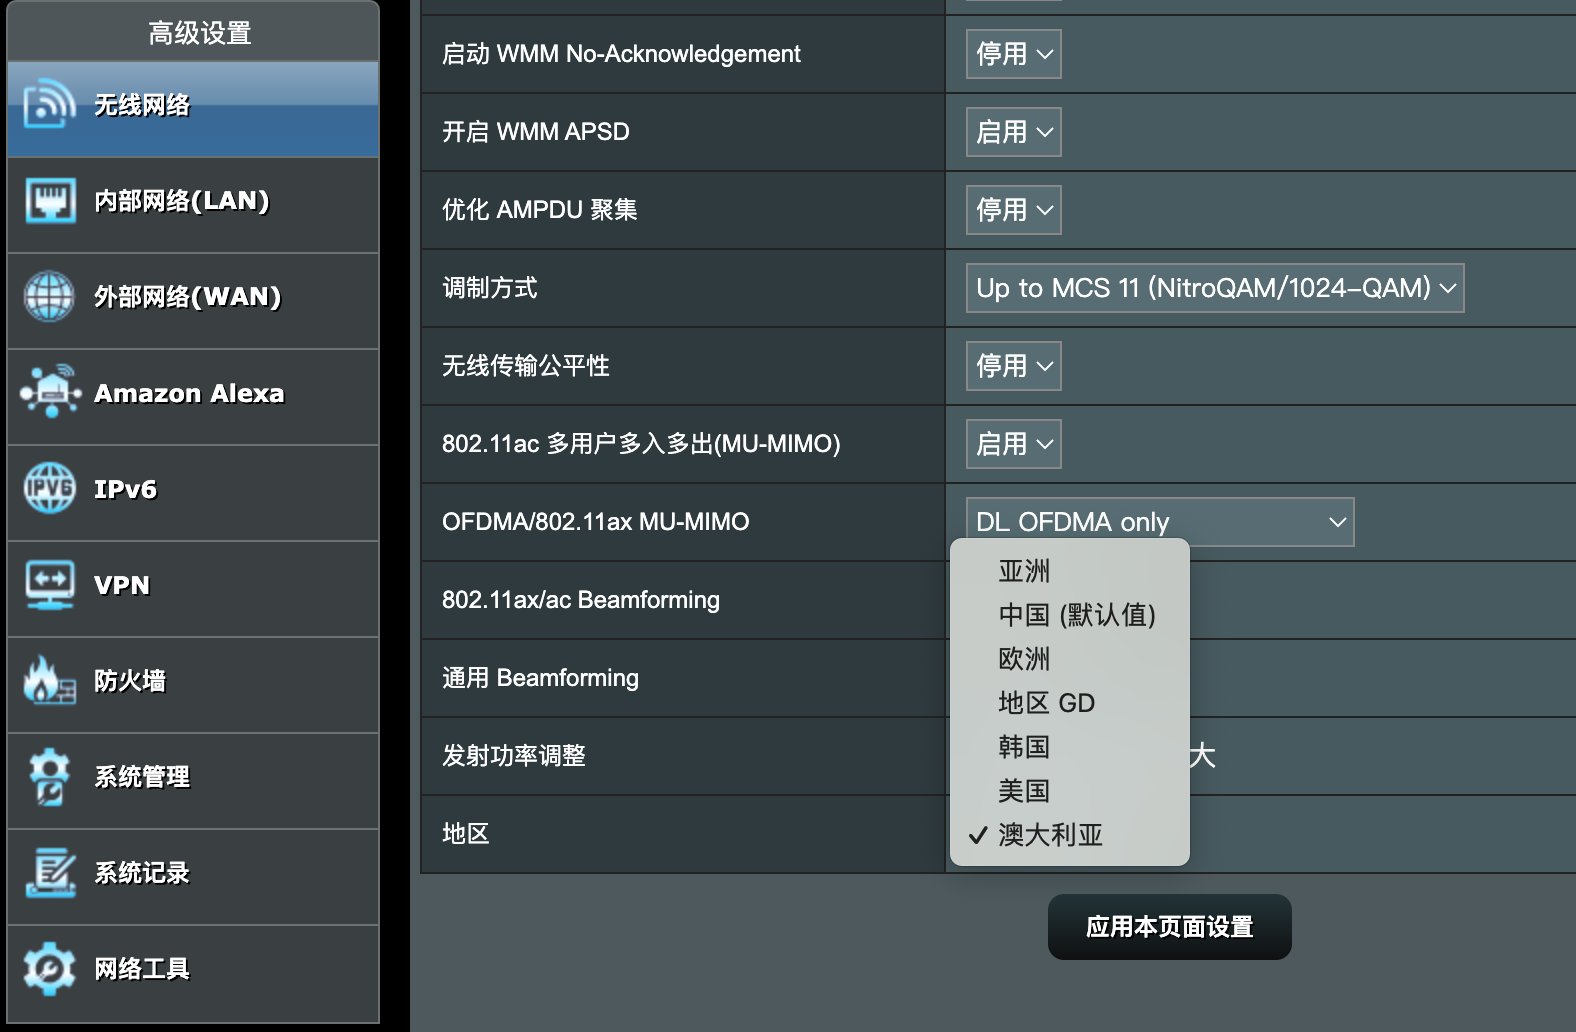 高级设置
无线网络
内部网络(LAN)
外部网络(WAN)
Amazon Alexa
IPv6
VPN
防火墙
系统管理
系统记录
网络工具
启动 WMM No-Acknowledgement
停用
开启 WMM APSD
启用
优化 AMPDU 聚集
停用
调制方式
Up to MCS 11 (NitroQAM/1024-QAM)
无线传输公平性
停用
802.11ac 多用户多入多出(MU-MIMO)
启用
OFDMA/802.11ax MU-MIMO
DL OFDMA only
802.11ax/ac Beamforming
通用 Beamforming
发射功率调整
大
地区
亚洲
中国 (默认值)
欧洲
地区 GD
韩国
美国
澳大利亚
应用本页面设置